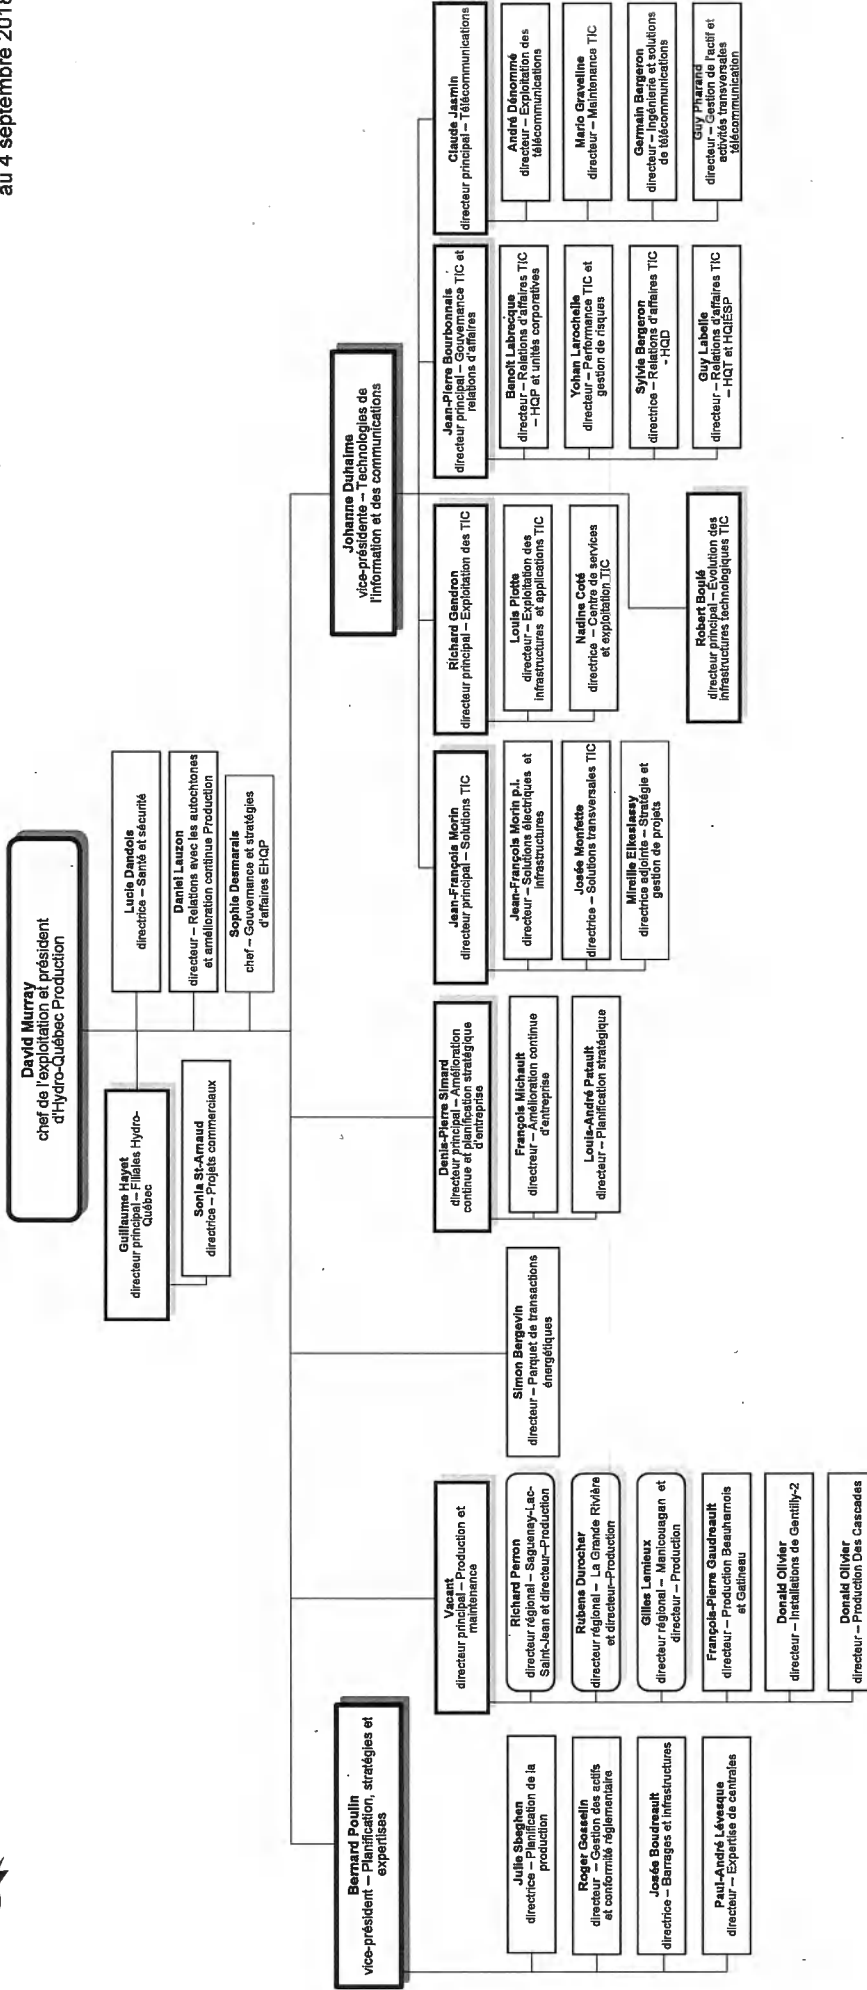 au 4 septembre 2018
David Murray
chef de l'exploitation et président
d'Hydro-Québec Production
Guillaume Hayet
directeur principal – Filiales Hydro-
Québec
Sonia St-Arnaud
directrice – Projets commerciaux
Lucie Dandois
directrice – Santé et sécurité
Daniel Lauzon
directeur – Relations avec les autochtones
et amélioration continue Production
Sophie Desmarais
chef – Gouvernance et stratégies
d'affaires EHQP
Bernard Poulin
vice-président – Planification, stratégies et
expertises
Julie Sbeghen
directrice – Planification de la
production
Roger Gosselin
directeur – Gestion des actifs
et conformité réglementaire
Josée Boudreault
directrice – Barrages et infrastructures
Paul-André Lévesque
directeur – Expertise de centrales
Vacant
directeur principal – Production et
maintenance
Richard Perron
directeur régional – Saguenay-Lac-
Saint-Jean et directeur–Production
Rubens Durocher
directeur régional – La Grande Rivière
et directeur–Production
Gilles Lemieux
directeur régional – Manicouagan et
directeur – Production
François-Pierre Gaudreault
directeur – Production Beauharnois
et Gatineau
Donald Olivier
directeur – Installations de Gentilly-2
Donald Olivier
directeur – Production Des Cascades
Simon Bergevin
directeur – Parquet de transactions
énergétiques
Denis-Pierre Simard
directeur principal – Amélioration
continue et planification stratégique
d'entreprise
François Michault
directreur – Amélioration continue
d'entreprise
Louis-André Patault
directeur – Planification stratégique
Johanne Duhaime
vice-présidente – Technologies de
l'information et des communications
Jean-François Morin
directeur principal – Solutions TIC
Jean-François Morin p.i.
directeur – Solutions électriques et
infrastructures
Josée Monfette
directrice – Solutions transversales TIC
Mireille Elkeslassy
directrice adjointe – Stratégie et
gestion de projets
Richard Gendron
directeur principal – Exploitation des TIC
Louis Piotte
directeur – Exploitation des
infrastructures et applications TIC
Nadine Coté
directrice – Centre de services
et exploitation TIC
Robert Boulé
directeur principal – Évolution des
infrastructures technologiques TIC
Jean-Pierre Bourbonnais
directeur principal – Gouvernance TIC et
relations d'affaires
Benoit Labrecque
directeur – Relations d'affaires TIC
– HQP et unités corporatives
Yohan Larochelle
directeur – Performance TIC et
gestion de risques
Sylvie Bergeron
directrice – Relations d'affaires TIC
- HQD
Guy Labelle
directeur – Relations d'affaires TIC
– HQT et HQIÉSP
Claude Jasmin
directeur principal – Télécommunications
André Dénommé
directeur – Exploitation des
télécommunications
Mario Graveline
directeur – Maintenance TIC
Germain Bergeron
directeur – Ingénierie et solutions
de télécommunications
Guy Pharand
directeur – Gestion de l'actif et
activités transversales
télécommunication